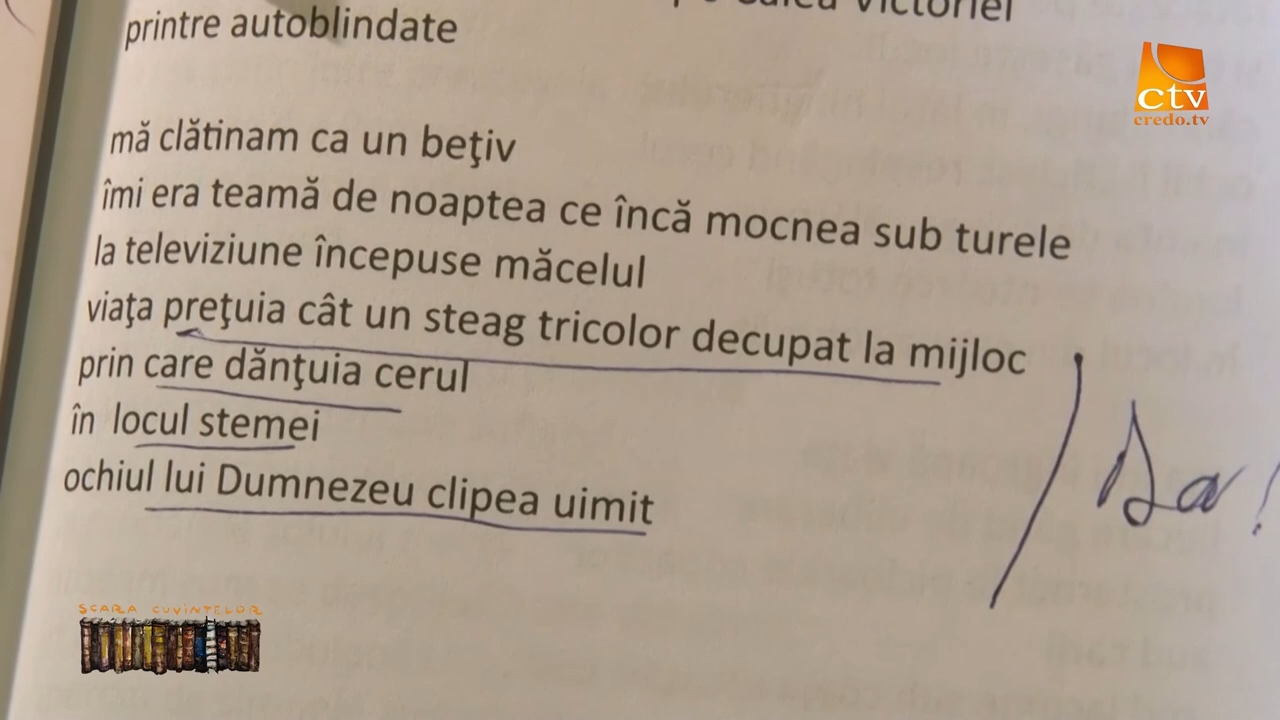 Calea Victoriei
printre autoblindate
mă clătinam ca un beţiv
îmi era teamă de noaptea ce încă mocnea sub turele
la televiziune începuse măcelul
viaţa preţuia cât un steag tricolor decupat la mijloc
prin care dănţuia cerul
în locul stemei
ochiul lui Dumnezeu clipea uimit
Da!
ctv
credo.tv
SCARA CUVINTELOR